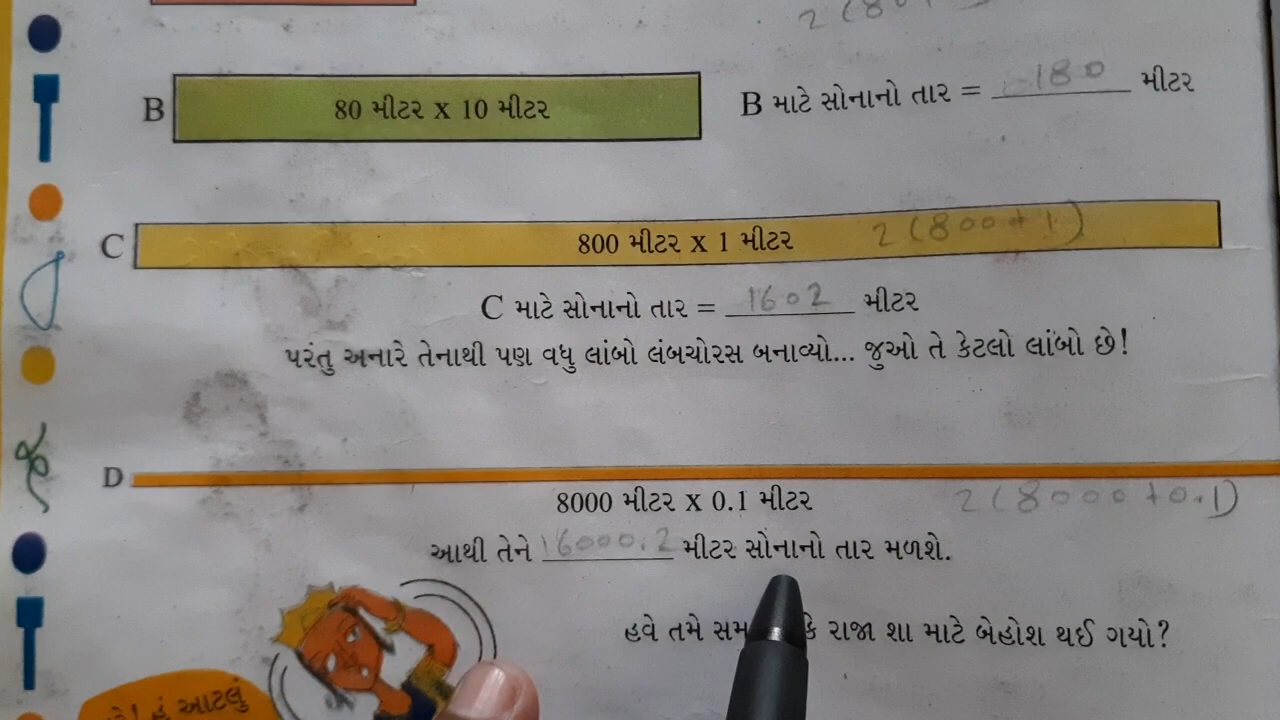 B
80 મીટર x 10 મીટર
B માટે સોનાનો તાર = 180 મીટર
C
800 મીટર x 1 મીટર 2(800+1)
C માટે સોનાનો તાર = 1602 મીટર
પરંતુ અનારે તેનાથી પણ વધુ લાંબો લંબચોરસ બનાવ્યો... જુઓ તે કેટલો લાંબો છે!
D
8000 મીટર x 0.1 મીટર 2(8000+0.1)
આથી તેને 16000.2 મીટર સોનાનો તાર મળશે.
હવે તમે કે રાજા શા માટે બેહોશ થઈ ગયો?
હું આટલું